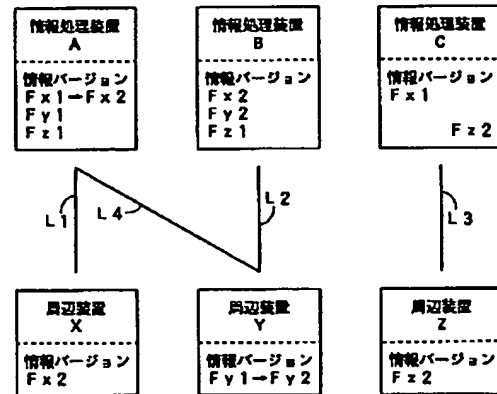 情報処理装置
A
情報バージョン
Fx1→Fx2
Fy1
Fz1
情報処理装置
B
情報バージョン
Fx2
Fy2
Fz1
情報処理装置
C
情報バージョン
Fx1
Fz2
L1
L4
L2
L3
周辺装置
X
情報バージョン
Fx2
周辺装置
Y
情報バージョン
Fy1→Fy2
周辺装置
Z
情報バージョン
Fz2